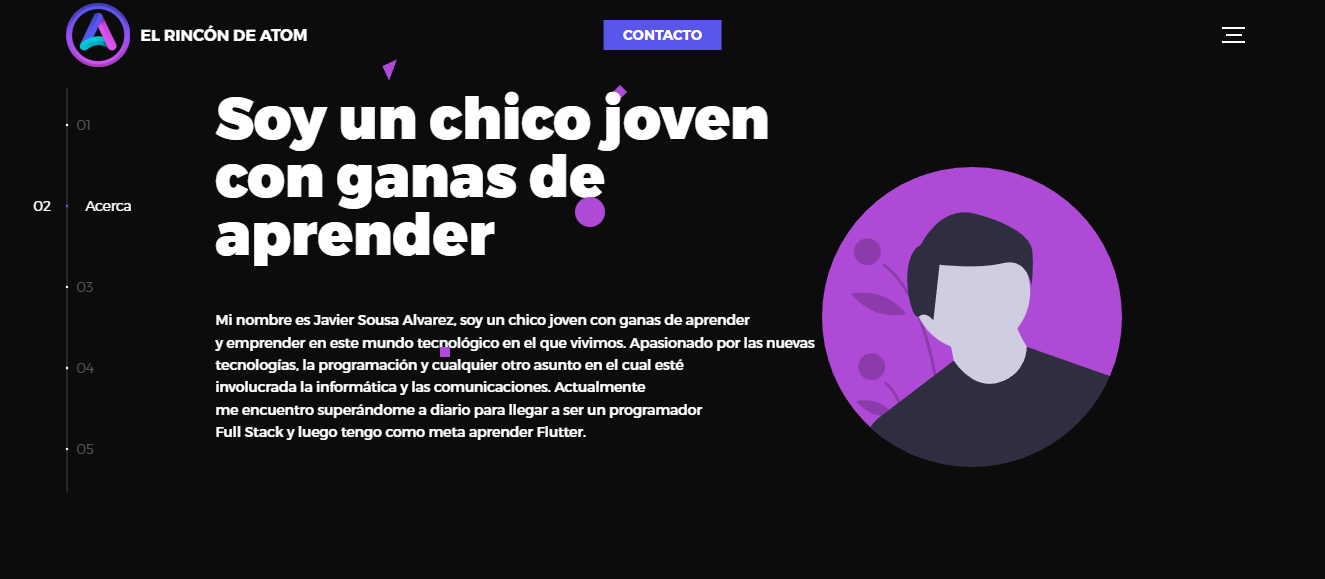 EL RINCÓN DE ATOM
CONTACTO
01
02 Acerca
03
04
05
Soy un chico joven
con ganas de
aprender
Mi nombre es Javier Sousa Alvarez, soy un chico joven con ganas de aprender
y emprender en este mundo tecnológico en el que vivimos. Apasionado por las nuevas
tecnologías, la programación y cualquier otro asunto en el cual esté
involucrada la informática y las comunicaciones. Actualmente
me encuentro superándome a diario para llegar a ser un programador
Full Stack y luego tengo como meta aprender Flutter.